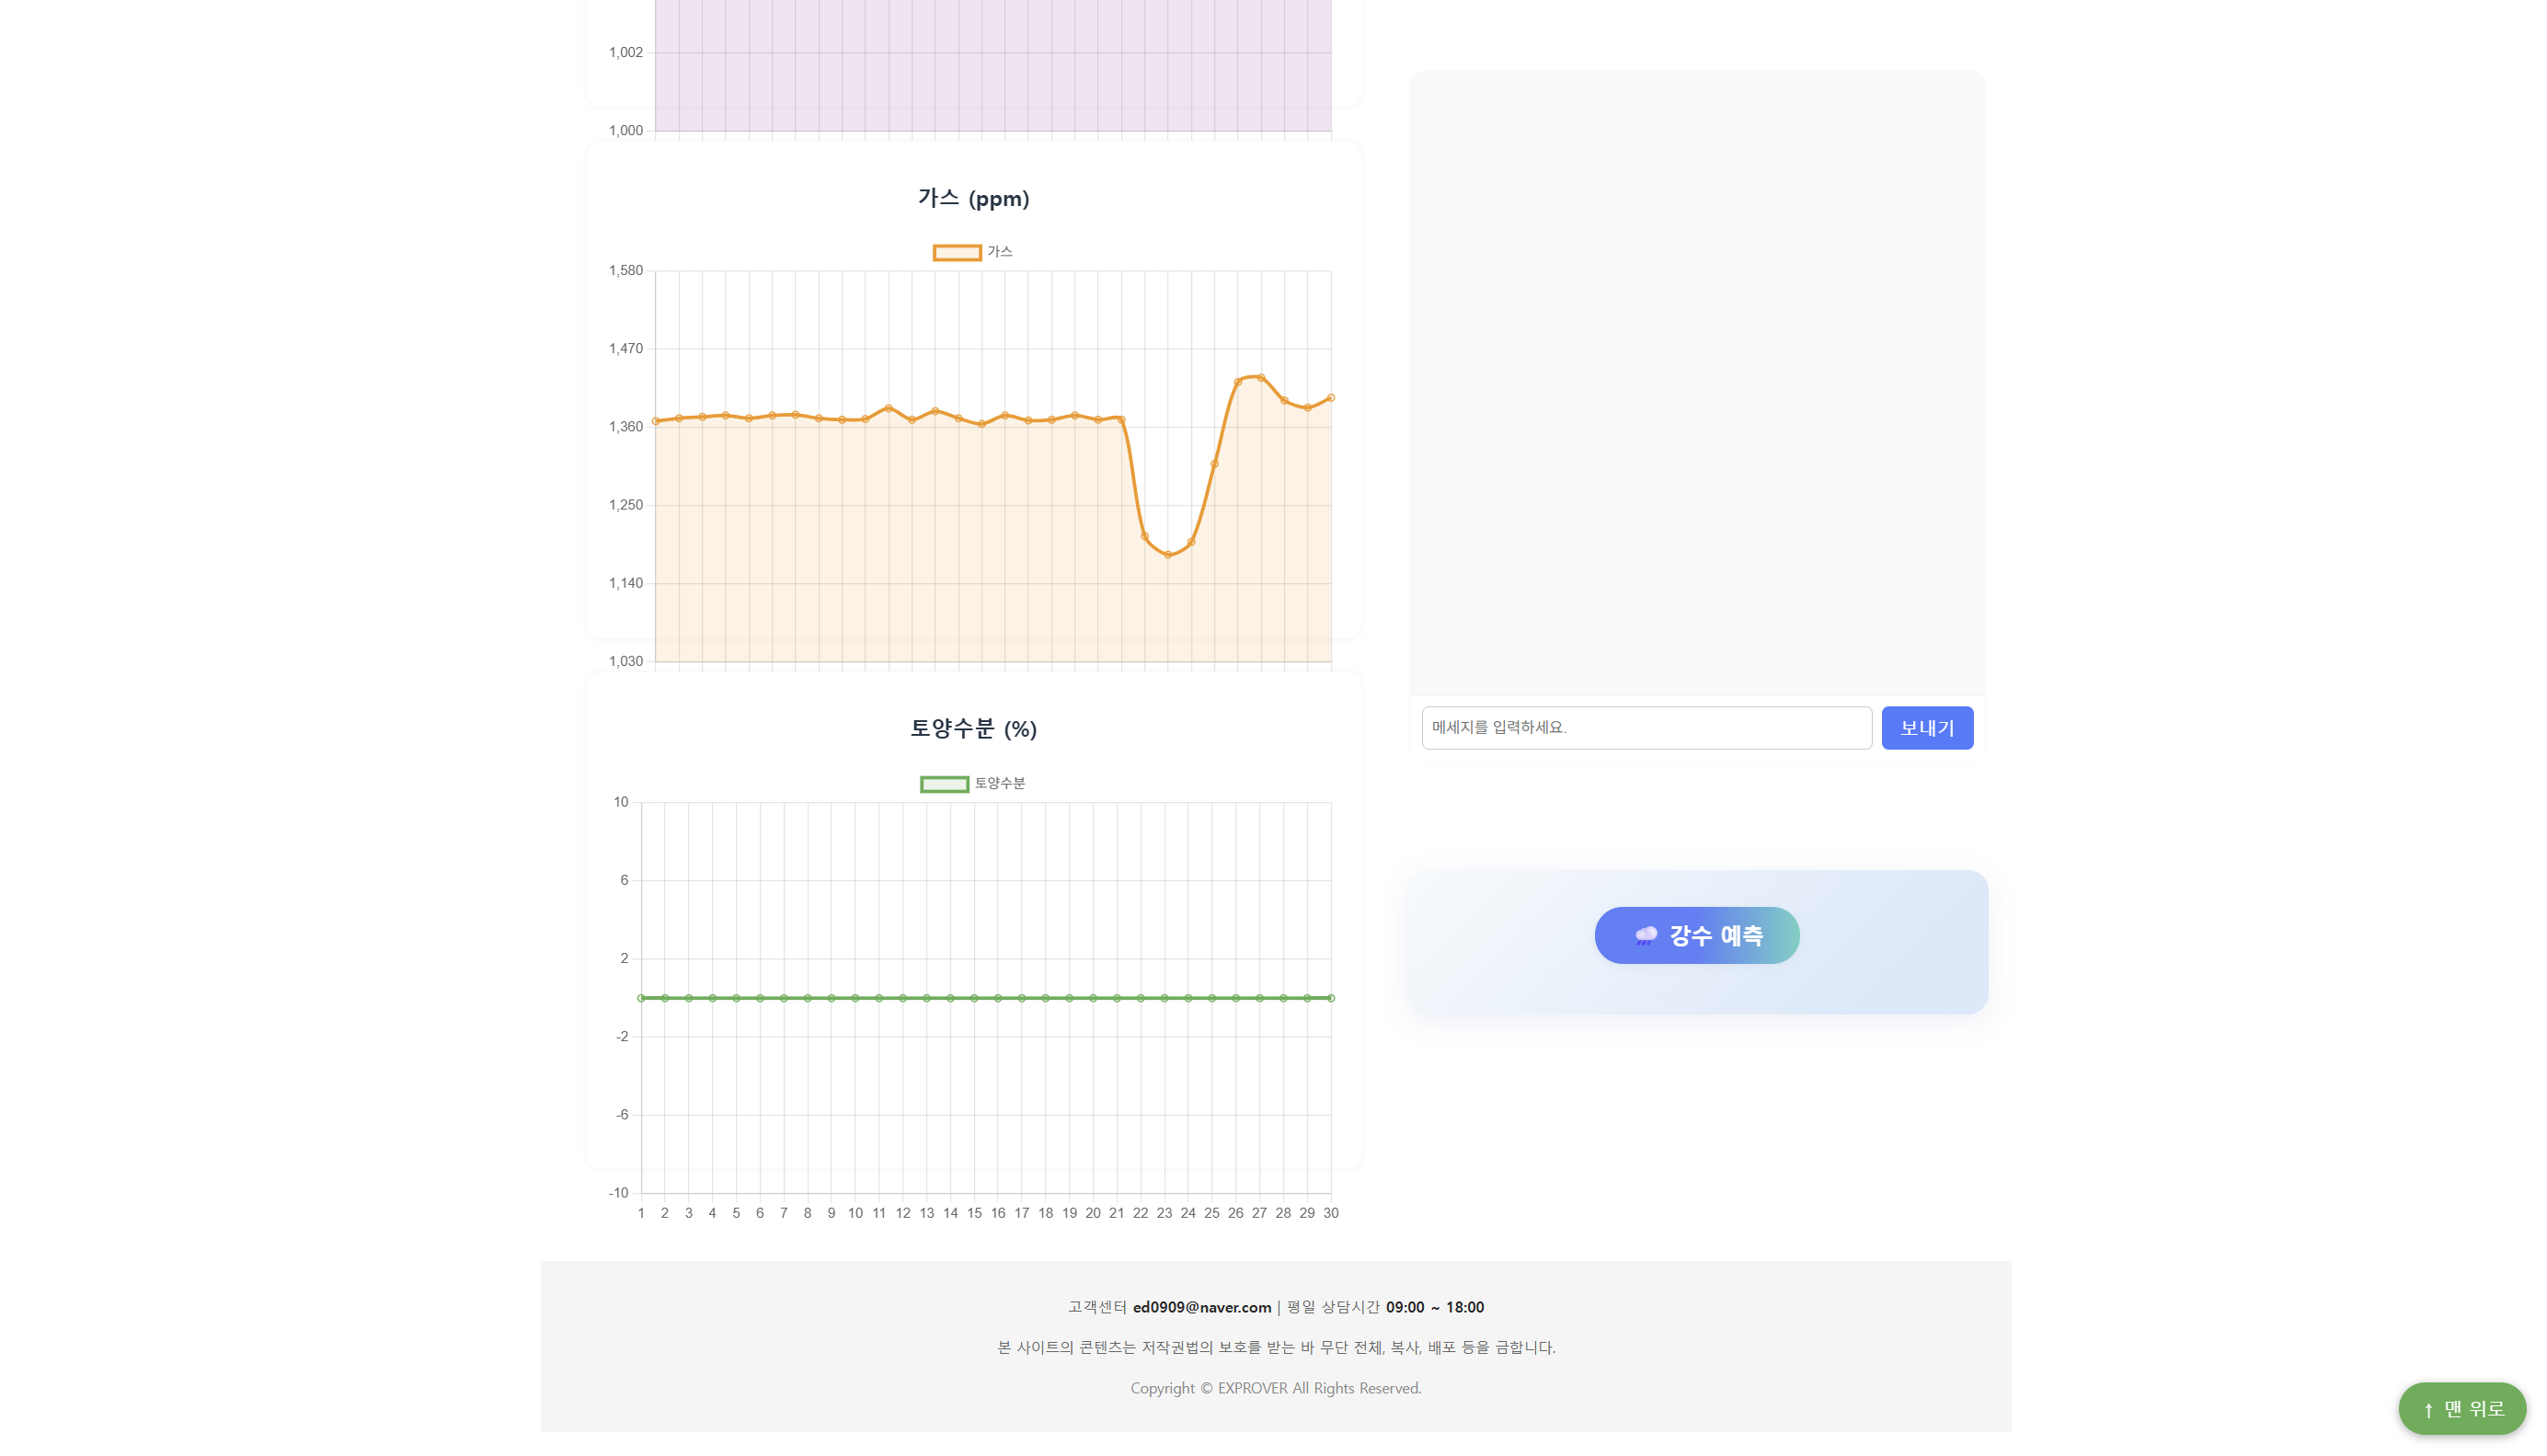 1,002
1,000
가스 (ppm)
가스
1,580
1,470
1,360
1,250
1,140
1,030
토양수분 (%)
토양수분
10
6
2
-2
-6
-10
1 2 3 4 5 6 7 8 9 10 11 12 13 14 15 16 17 18 19 20 21 22 23 24 25 26 27 28 29 30
메세지를 입력하세요.
보내기
강수 예측
고객센터 ed0909@naver.com | 평일 상담시간 09:00 ~ 18:00
본 사이트의 콘텐츠는 저작권법의 보호를 받는 바 무단 전체, 복사, 배포 등을 금합니다.
Copyright © EXPROVER All Rights Reserved.
↑ 맨 위로